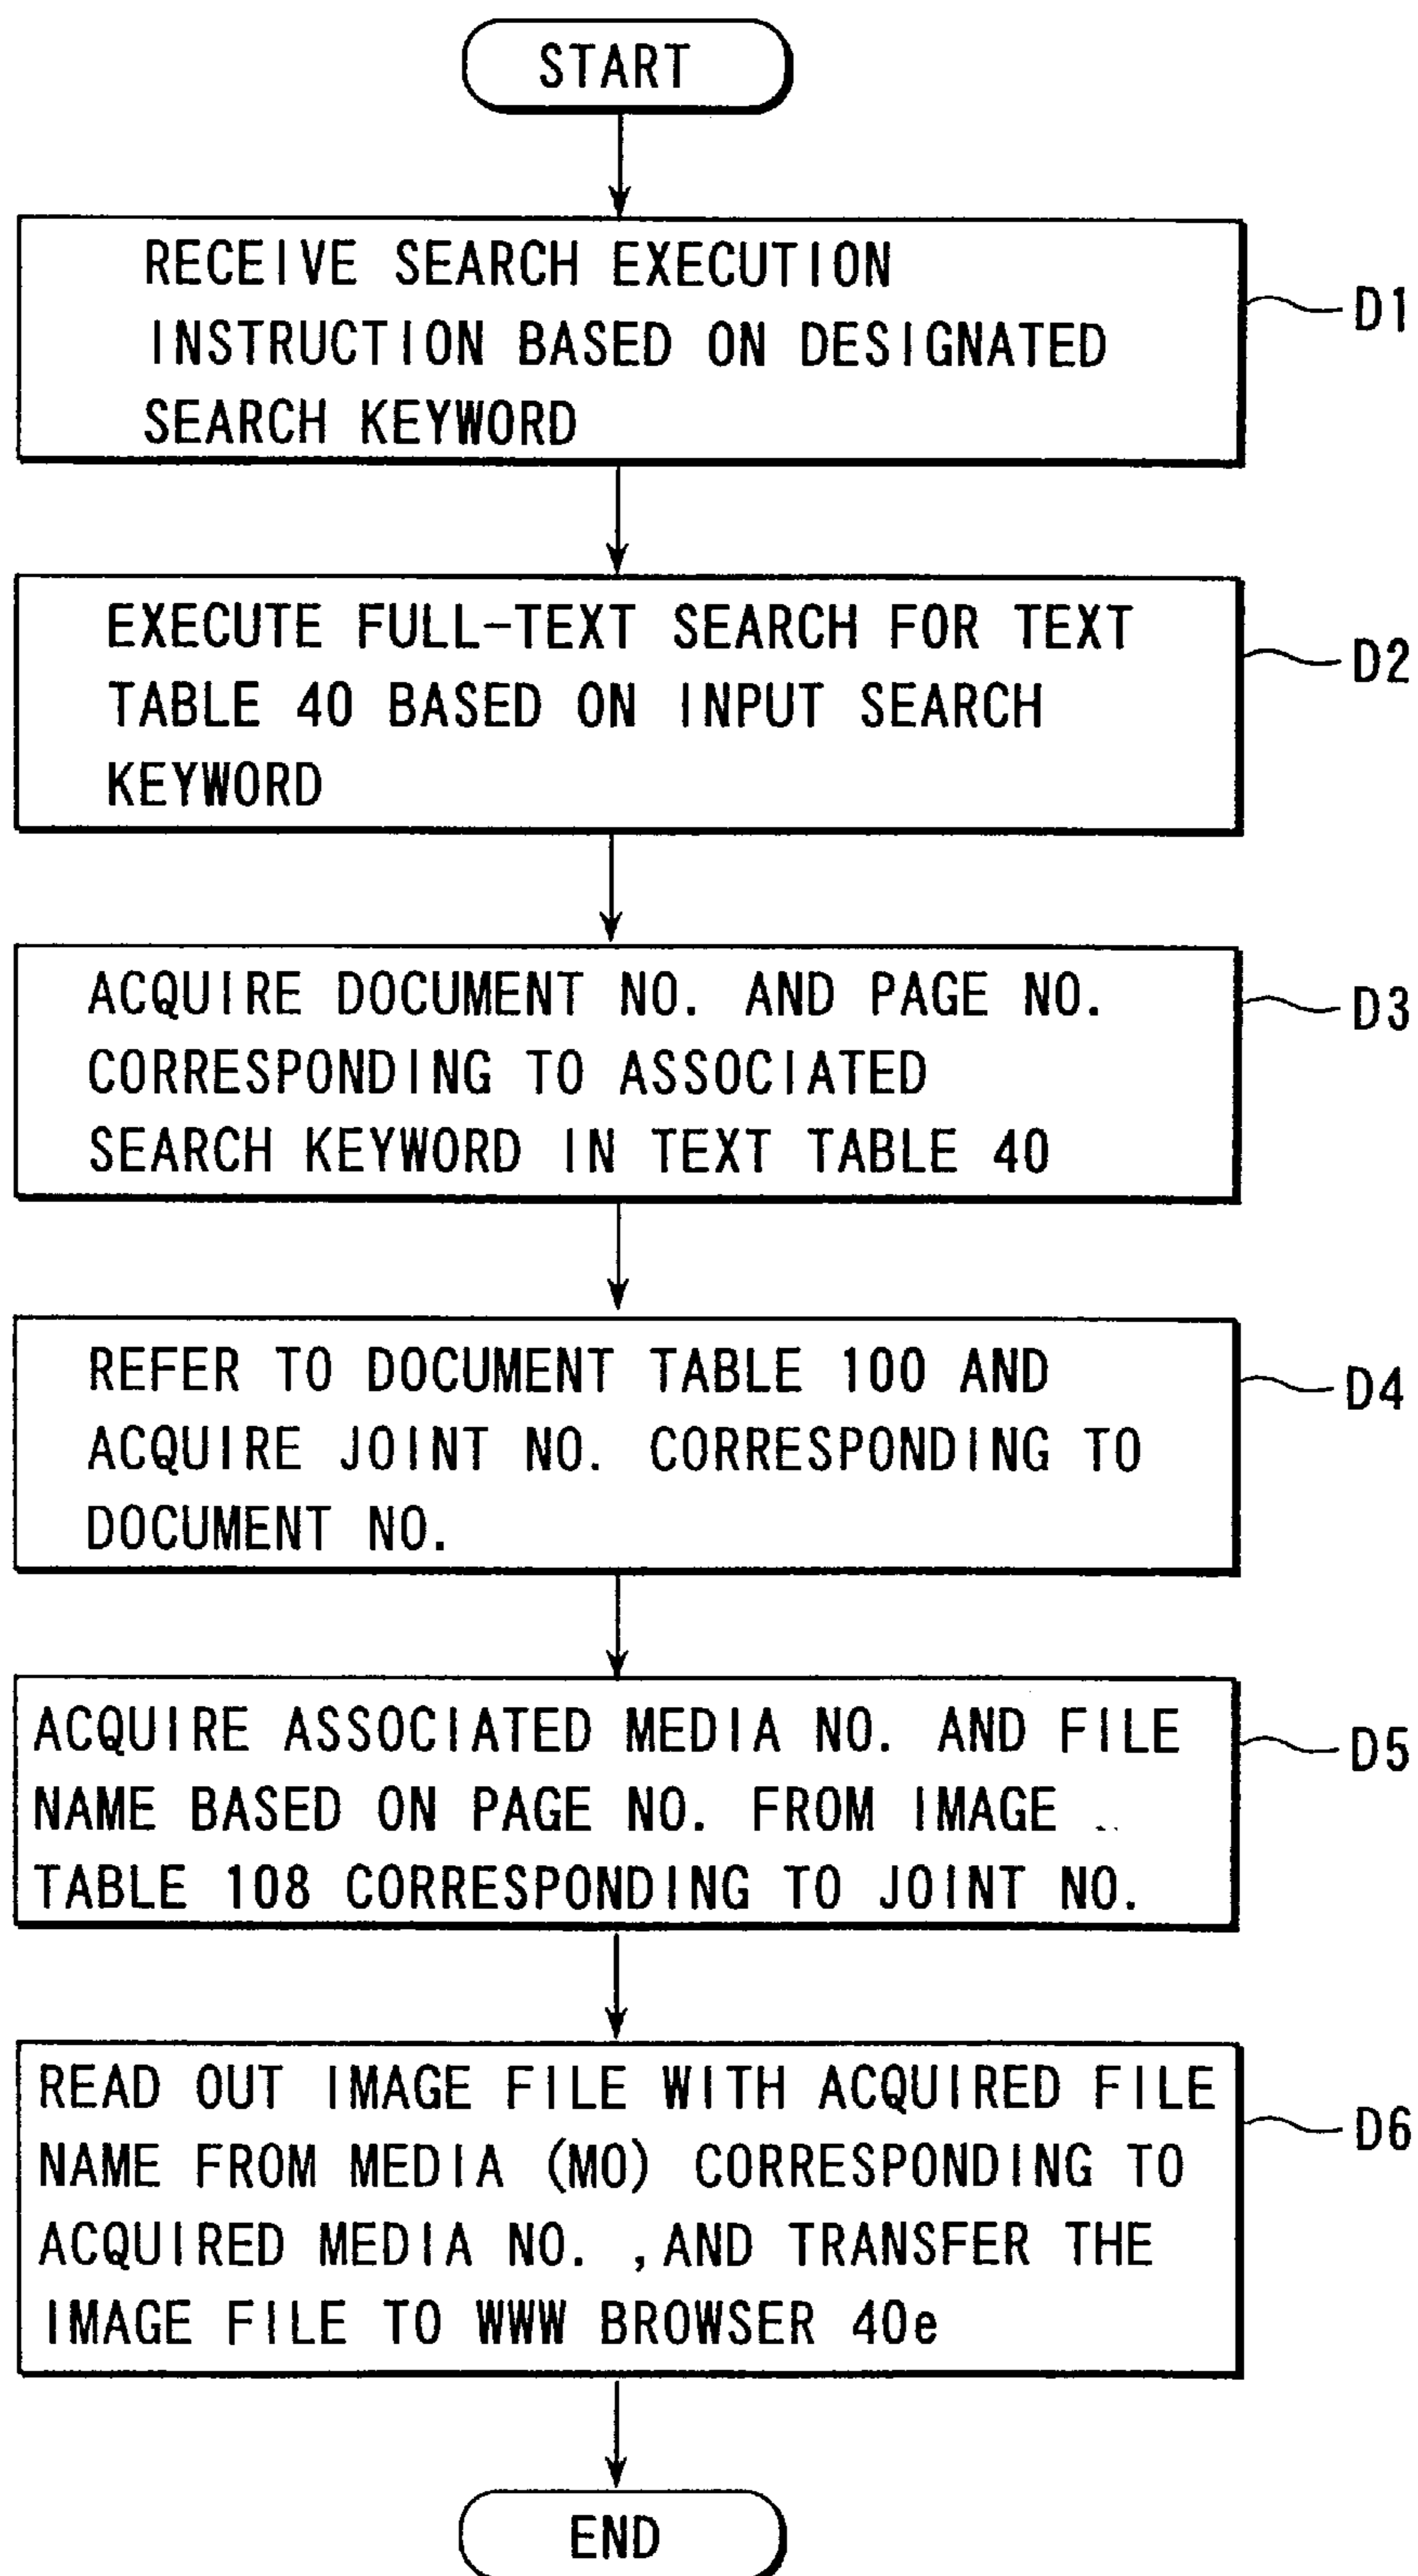 START
RECEIVE SEARCH EXECUTION
INSTRUCTION BASED ON DESIGNATED
SEARCH KEYWORD
D1
EXECUTE FULL-TEXT SEARCH FOR TEXT
TABLE 40 BASED ON INPUT SEARCH
KEYWORD
D2
ACQUIRE DOCUMENT NO. AND PAGE NO.
CORRESPONDING TO ASSOCIATED
SEARCH KEYWORD IN TEXT TABLE 40
D3
REFER TO DOCUMENT TABLE 100 AND
ACQUIRE JOINT NO. CORRESPONDING TO
DOCUMENT NO.
D4
ACQUIRE ASSOCIATED MEDIA NO. AND FILE
NAME BASED ON PAGE NO. FROM IMAGE
TABLE 108 CORRESPONDING TO JOINT NO.
D5
READ OUT IMAGE FILE WITH ACQUIRED FILE
NAME FROM MEDIA (MO) CORRESPONDING TO
ACQUIRED MEDIA NO. ,AND TRANSFER THE
IMAGE FILE TO WWW BROWSER 40e
D6
END